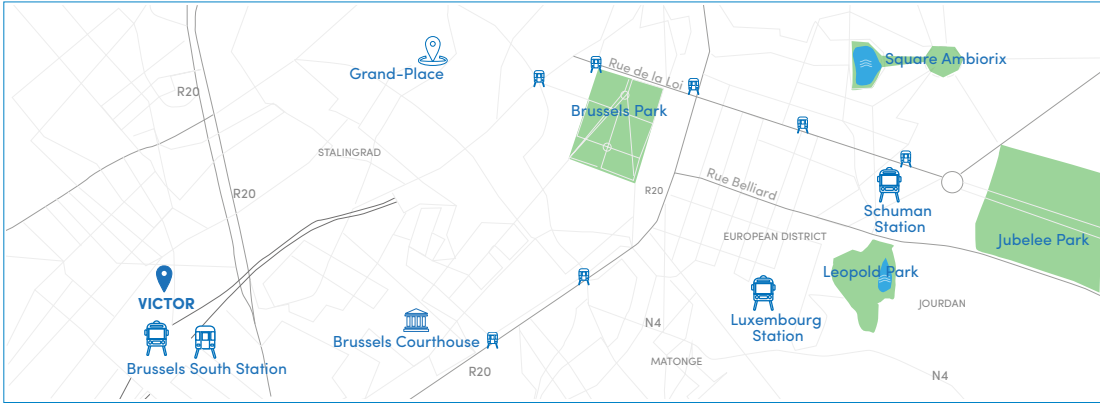 Grand-Place
Rue de la Loi
Square Ambiorix
R20
Brussels Park
STALINGRAD
Rue Belliard
R20
R20
Schuman
Station
EUROPEAN DISTRICT
Jubelee Park
Leopold Park
VICTOR
JOURDAN
Luxembourg
Station
N4
Brussels Courthouse
Brussels South Station
MATONGE
R20
N4